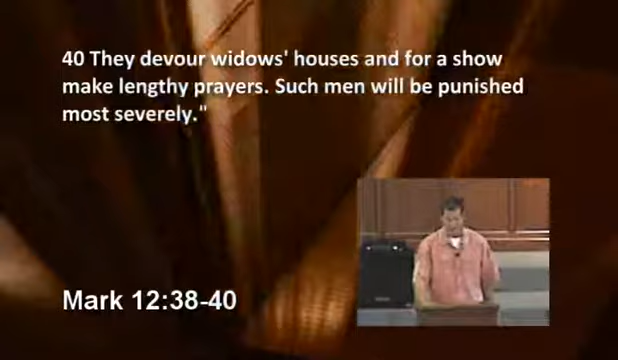 40 They devour widows' houses and for a show
make lengthy prayers. Such men will be punished
most severely."
Mark 12:38-40